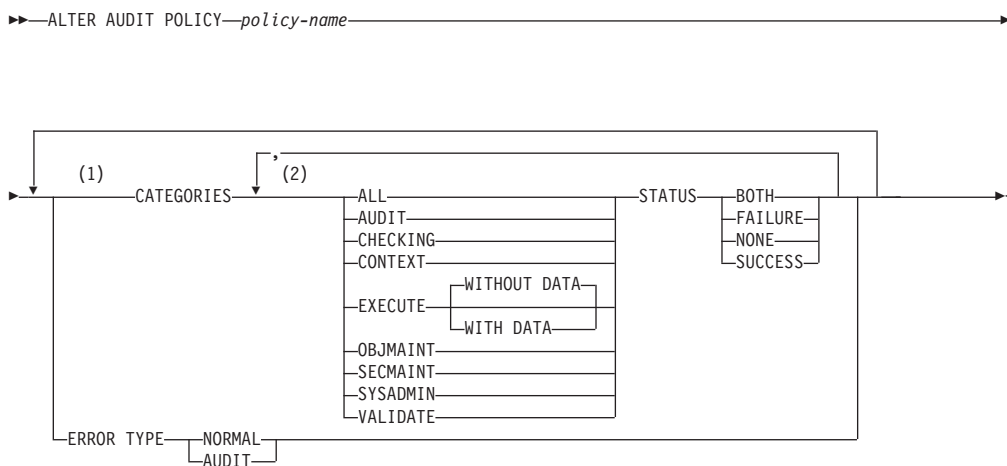 ALTER AUDIT POLICY policy-name
,
(1) (2)
CATEGORIES ALL STATUS BOTH
AUDIT FAILURE
CHECKING NONE
CONTEXT SUCCESS
WITHOUT DATA
EXECUTE
WITH DATA
OBJMAINT
SECMAINT
SYSADMIN
VALIDATE
ERROR TYPE NORMAL
AUDIT